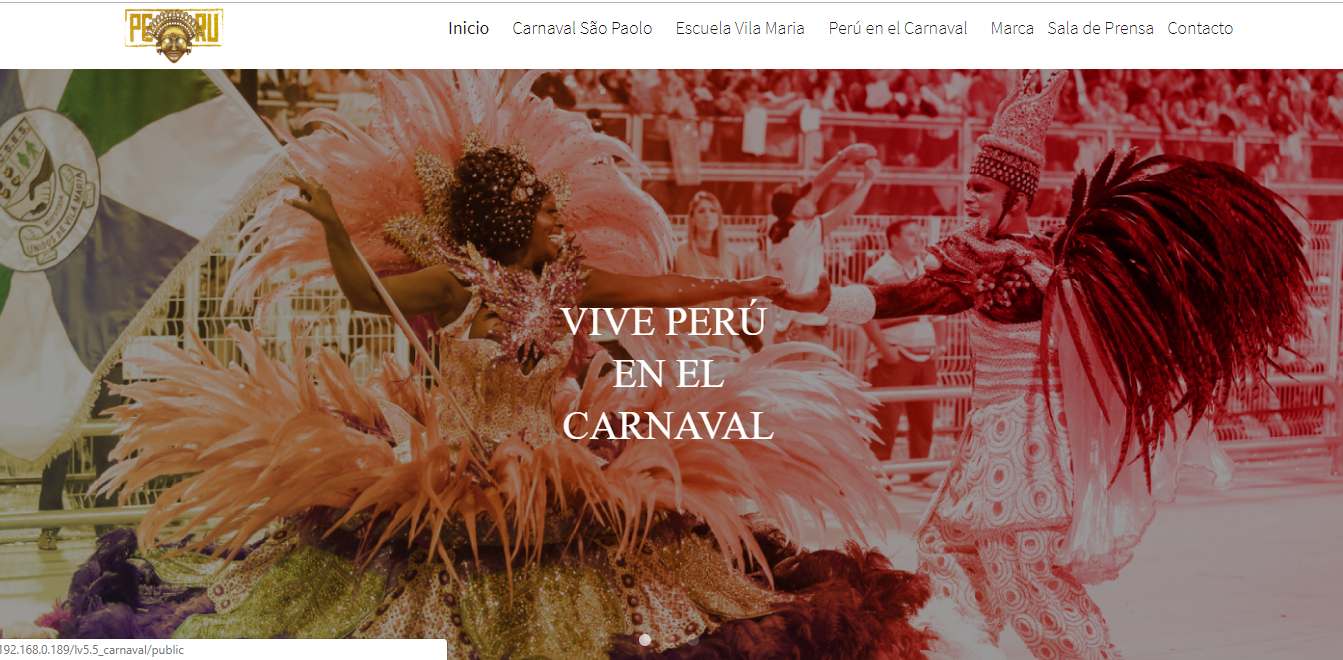 PERU
Inicio Carnaval São Paolo Escuela Vila Maria Perú en el Carnaval Marca Sala de Prensa Contacto
UNIDOS DE VILA MARIA
VIVE PERÚ
EN EL
CARNAVAL
192.168.0.189/lv5.5_carnaval/public